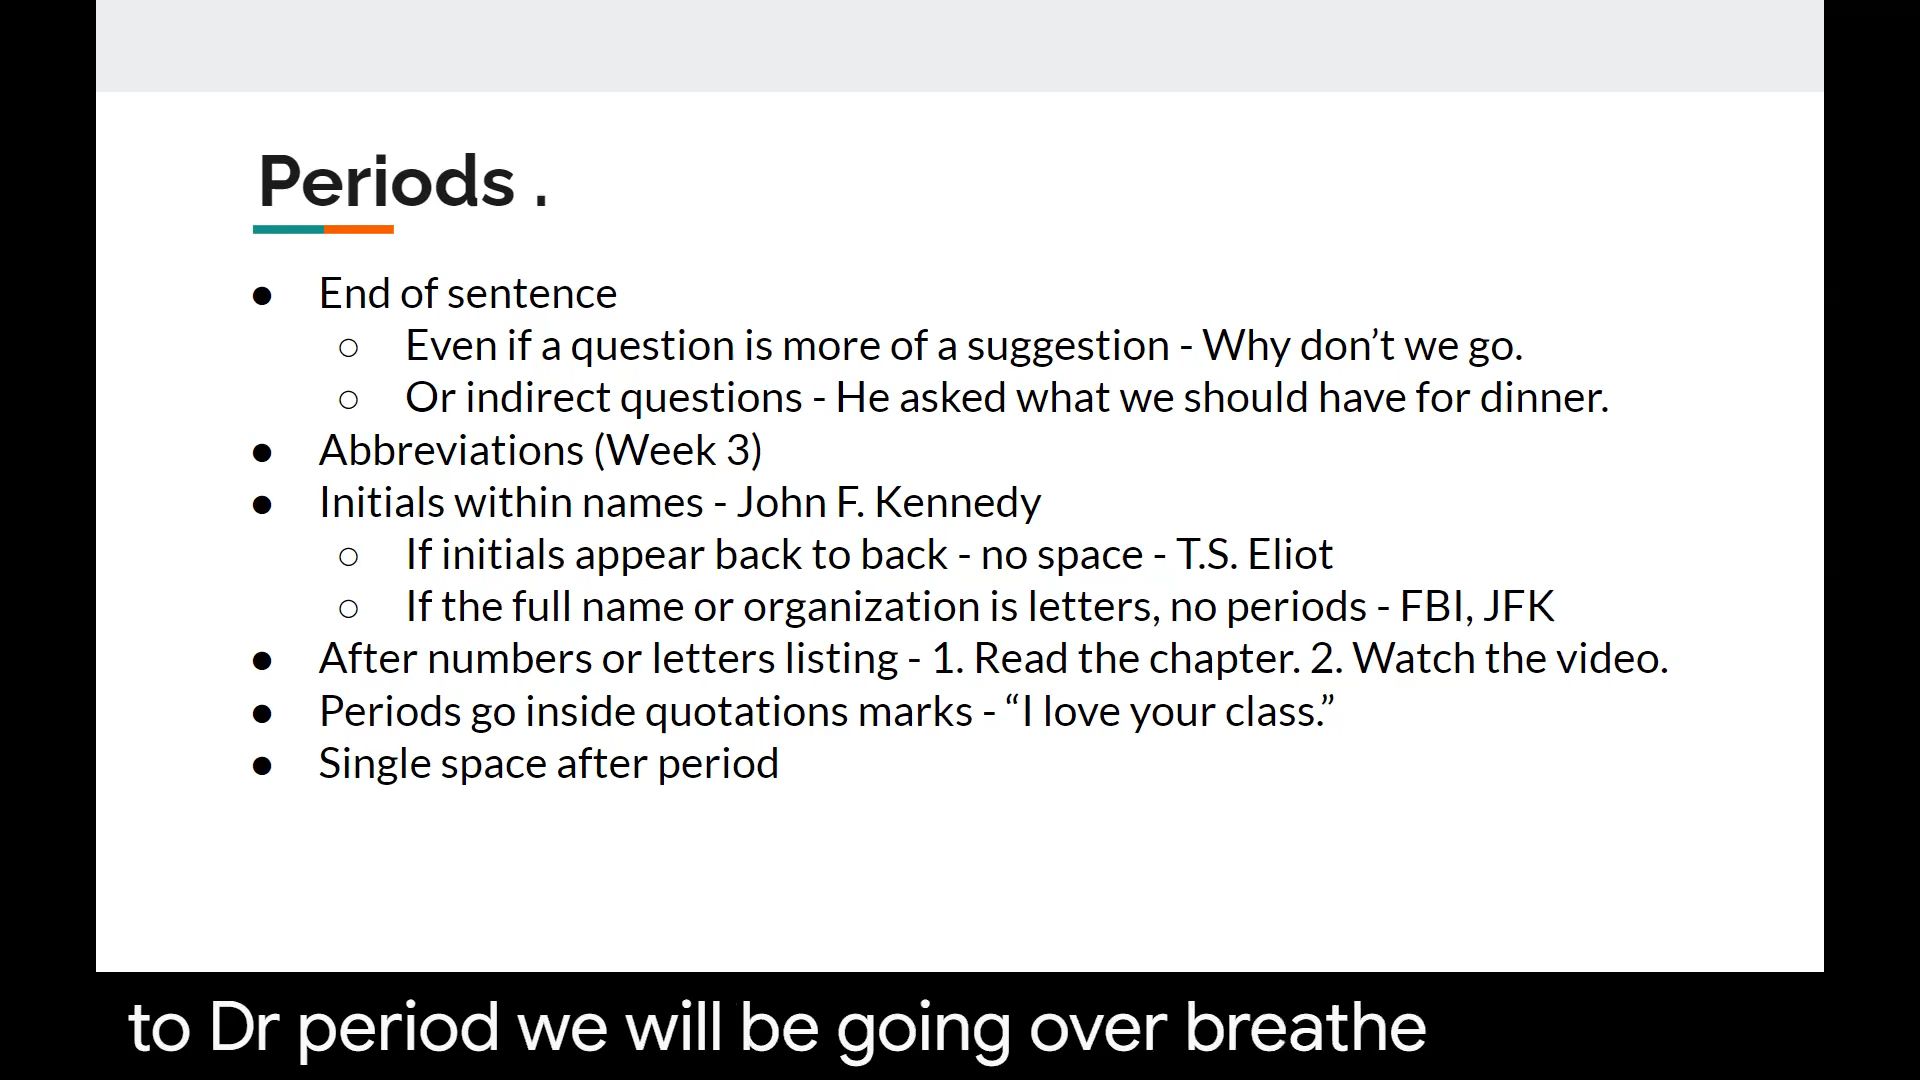 Periods .
● End of sentence
○ Even if a question is more of a suggestion - Why don’t we go.
○ Or indirect questions - He asked what we should have for dinner.
● Abbreviations (Week 3)
● Initials within names - John F. Kennedy
○ If initials appear back to back - no space - T.S. Eliot
○ If the full name or organization is letters, no periods - FBI, JFK
● After numbers or letters listing - 1. Read the chapter. 2. Watch the video.
● Periods go inside quotations marks - “I love your class.”
● Single space after period
to Dr period we will be going over breathe